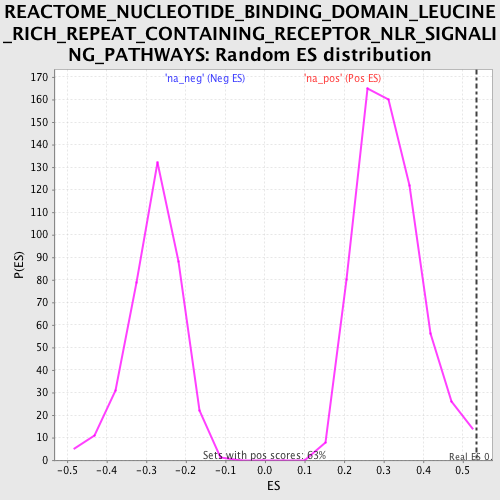 REACTOME_NUCLEOTIDE_BINDING_DOMAIN_LEUCINE
_RICH_REPEAT_CONTAINING_RECEPTOR_NLR_SIGNALI
NG_PATHWAYS: Random ES distribution
'na_neg' (Neg ES) 'na_pos' (Pos ES)
170
160
150
140
130
120
110
100
90
80
70
60
50
40
30
20
10
0
P(ES)
Sets with pos scores: 63%
Real ES 0.
-0.5 -0.4 -0.3 -0.2 -0.1 0.0 0.1 0.2 0.3 0.4 0.5
ES